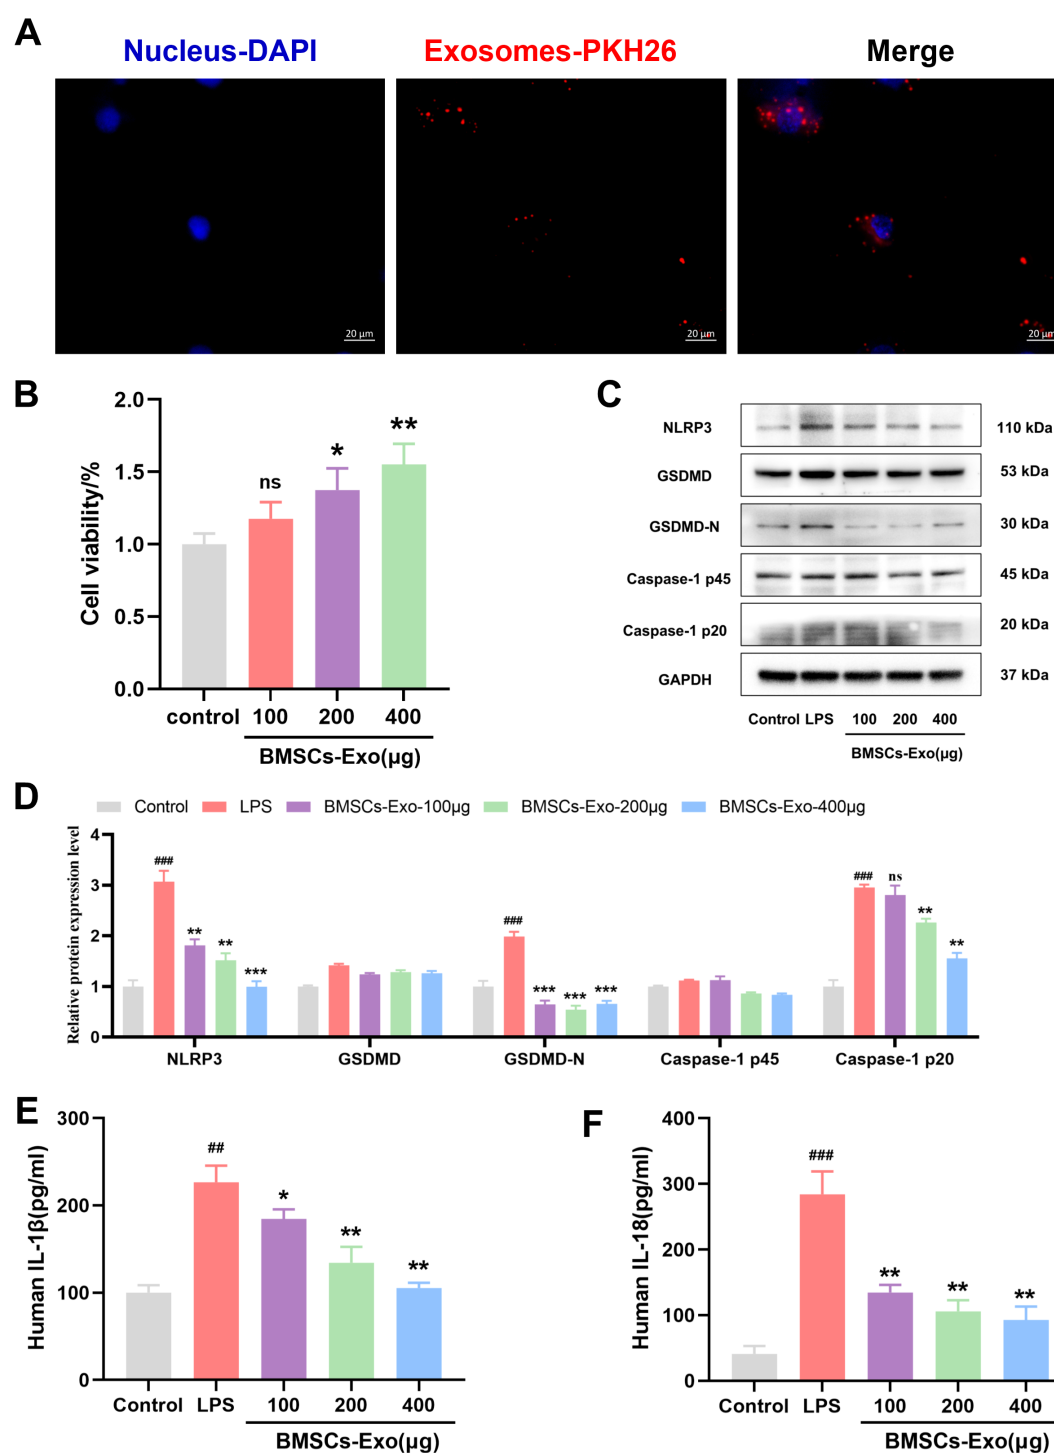 A
Nucleus-DAPI
Exosomes-PKH26
Merge
20 μm
20 μm
20 μm
B
2.0
1.5
1.0
0.5
0.0
Cell viability/%
ns
*
**
control
100
200
400
BMSCs-Exo(μg)
C
NLRP3
110 kDa
GSDMD
53 kDa
GSDMD-N
30 kDa
Caspase-1 p45
45 kDa
Caspase-1 p20
20 kDa
GAPDH
37 kDa
Control LPS 100 200 400
BMSCs-Exo(μg)
D
Control LPS BMSCs-Exo-100μg BMSCs-Exo-200μg BMSCs-Exo-400μg
Relative protein expression level
4
3
2
1
0
###
**
**
***
###
***
***
***
###
ns
**
**
NLRP3 GSDMD GSDMD-N Caspase-1 p45 Caspase-1 p20
E
Human IL-1β(pg/ml)
300
200
100
0
##
*
**
**
Control LPS 100 200 400
BMSCs-Exo(μg)
F
Human IL-18(pg/ml)
400
300
200
100
0
###
**
**
**
Control LPS 100 200 400
BMSCs-Exo(μg)